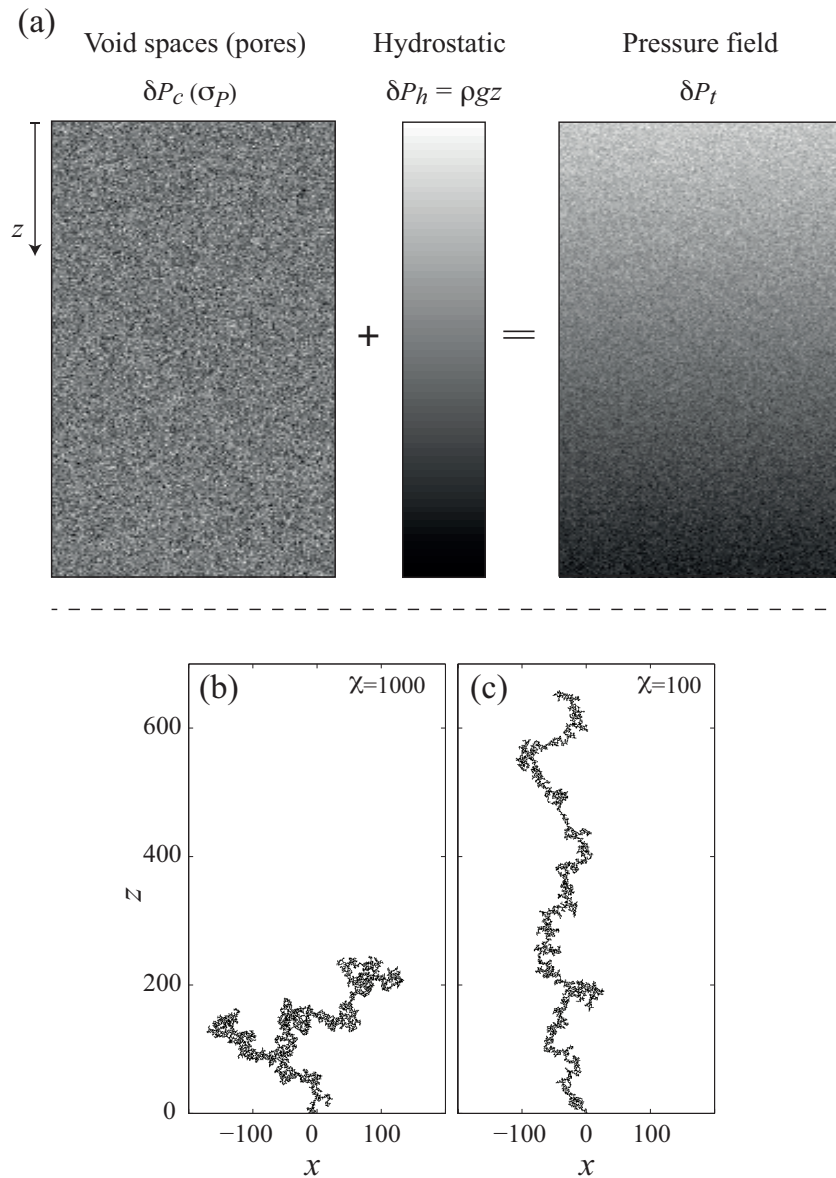 (a)
Void spaces (pores)
Hydrostatic
Pressure field
δP_c (σ_P)
δP_h = ρgz
δP_t
z
+
=
(b)
χ=1000
(c)
χ=100
600
400
200
0
z
−100
0
100
−100
0
100
x
x